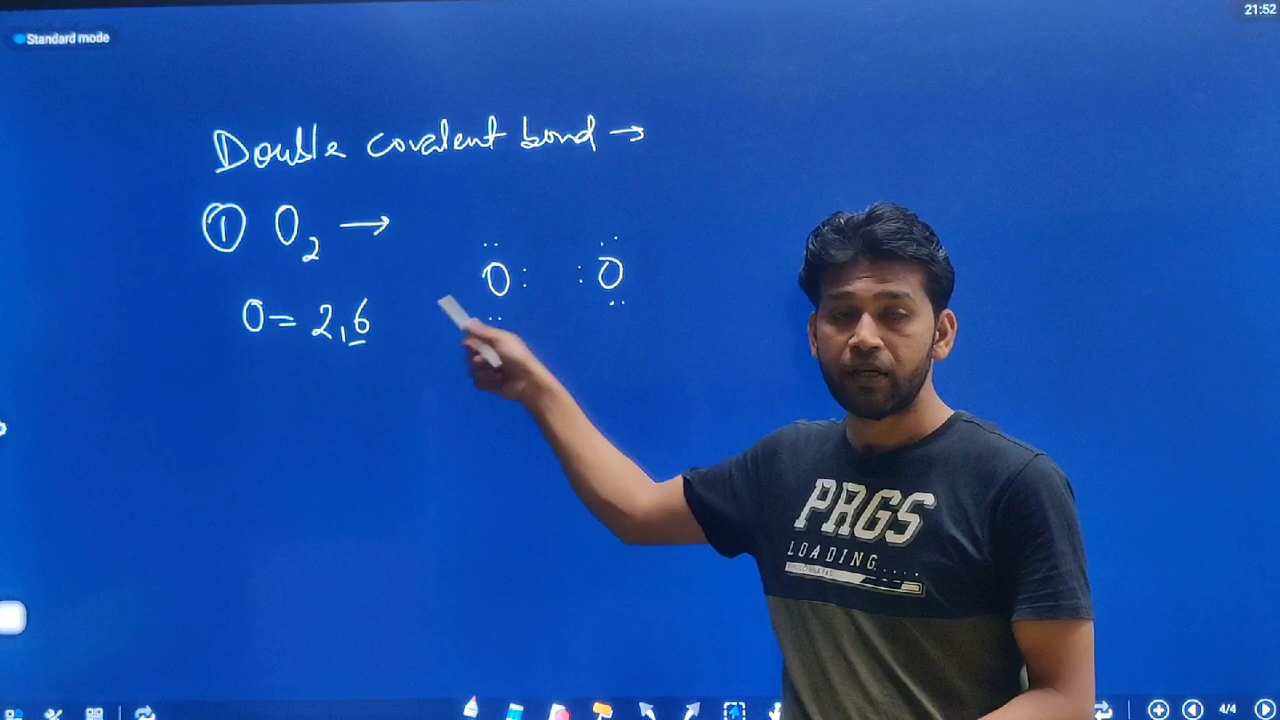 21:52
Standard mode
Double covalent bond →
① O₂ →
:Ö: :Ö:
O = 2,6
PRGS
LOADING.....
4/4